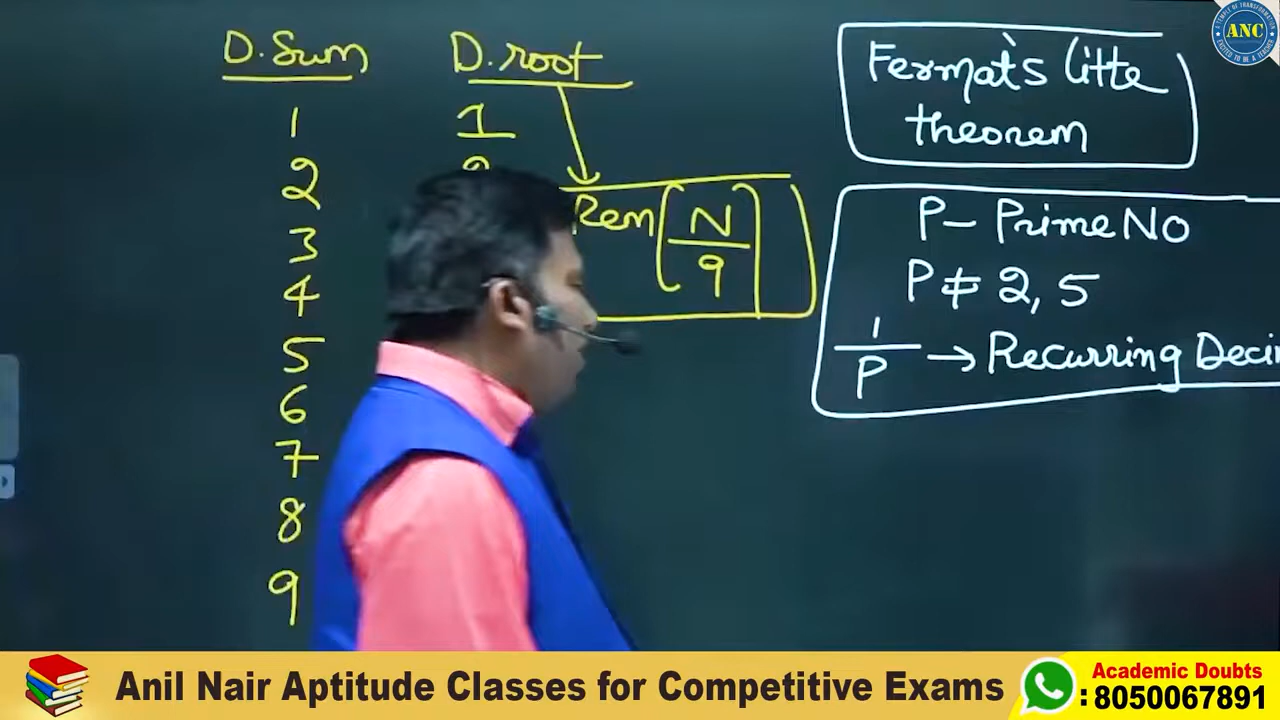 D. Sum
D. root
1
2
3
4
5
6
7
8
9
1
Rem [N/9]
Fermat's litte
theorem
P - Prime No
P ≠ 2, 5
1/P → Recurring Deci
ANC
Anil Nair Aptitude Classes for Competitive Exams
Academic Doubts
: 8050067891